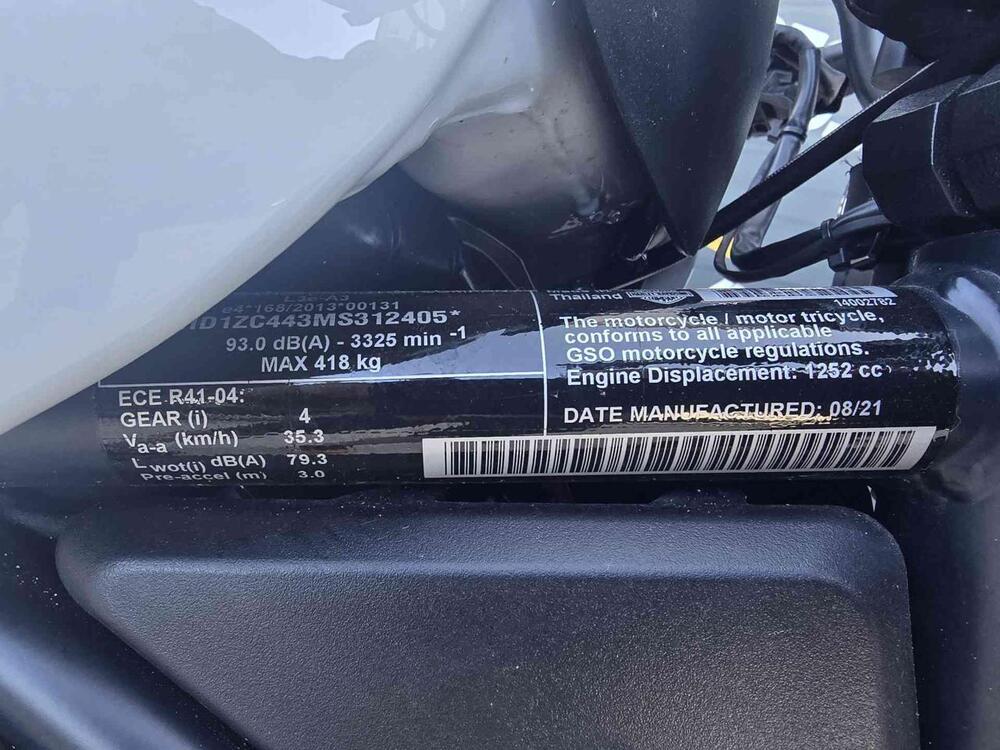 L3e-A3
e4*168/2013*00131
1D1ZC443MS312405*
93.0 dB(A) - 3325 min -1
MAX 418 kg
ECE R41-04:
GEAR (i) 4
Va-a (km/h) 35.3
Lwot(i) dB(A) 79.3
Pre-accel (m) 3.0
Thailand
14002782
The motorcycle / motor tricycle,
conforms to all applicable
GSO motorcycle regulations.
Engine Displacement: 1252 cc
DATE MANUFACTURED: 08/21